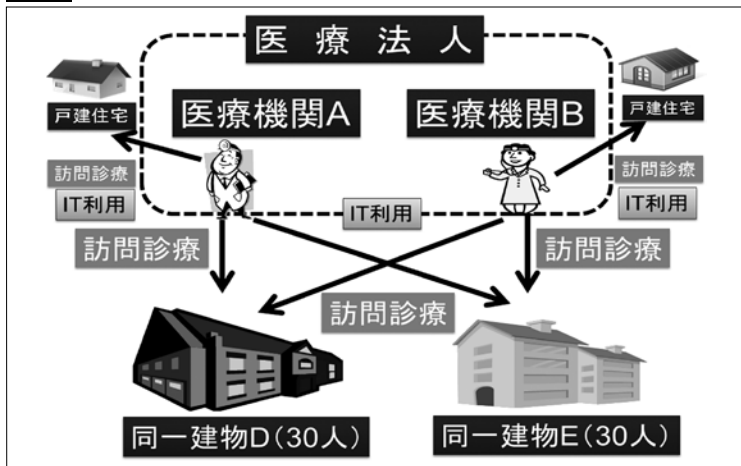 医療法人
戸建住宅
医療機関A
医療機関B
戸建住宅
訪問診療
IT利用
IT利用
訪問診療
IT利用
訪問診療
訪問診療
訪問診療
同一建物D(30人)
同一建物E(30人)